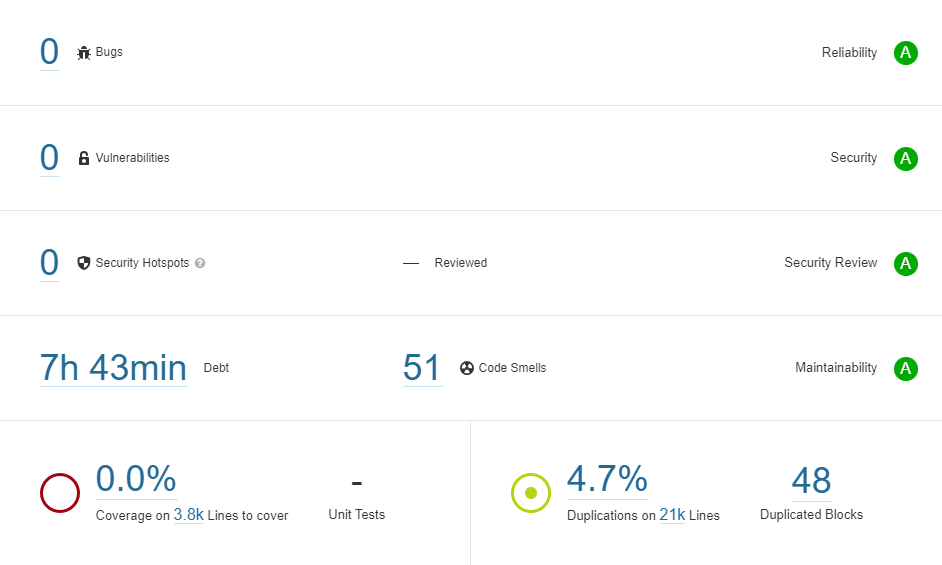 0 Bugs Reliability A
0 Vulnerabilities Security A
0 Security Hotspots ? — Reviewed Security Review A
7h 43min Debt 51 Code Smells Maintainability A
0.0% - 4.7% 48
Coverage on 3.8k Lines to cover Unit Tests Duplications on 21k Lines Duplicated Blocks